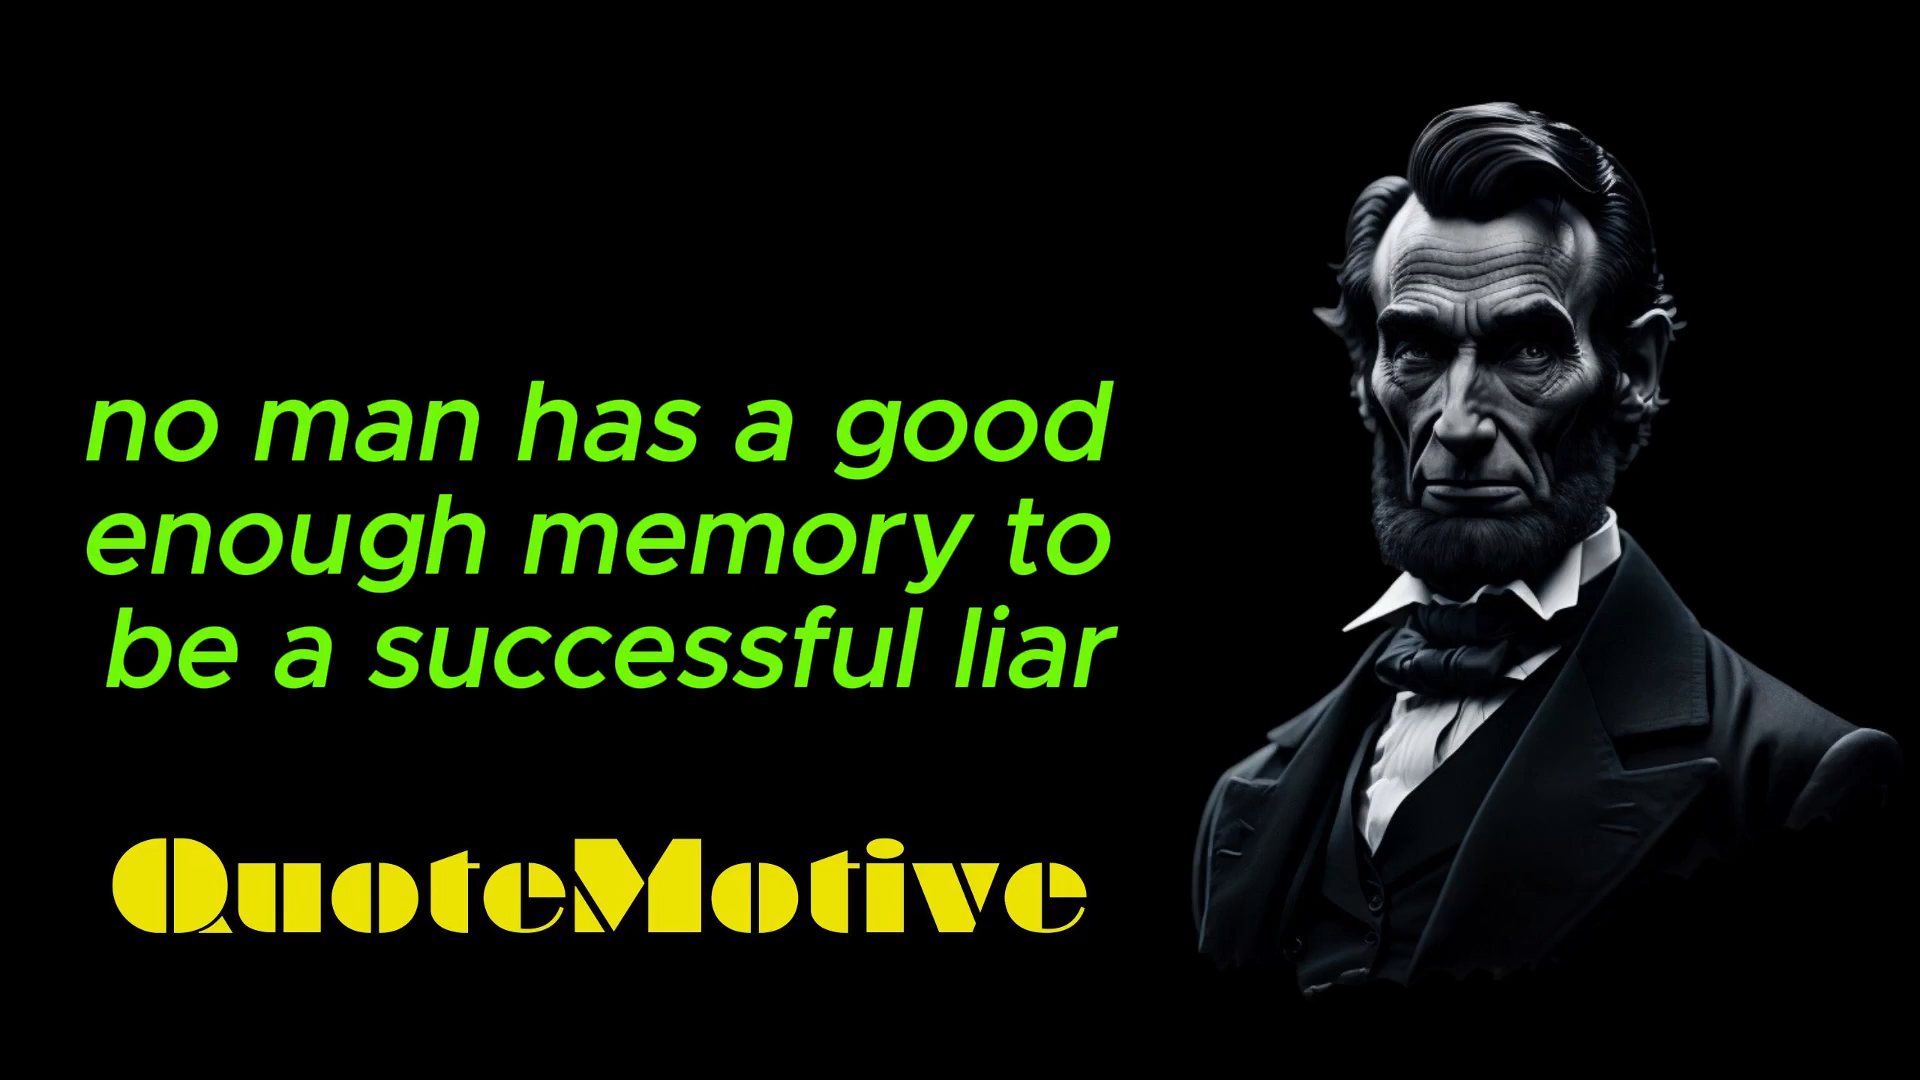 no man has a good
enough memory to
be a successful liar
QuoteMotive